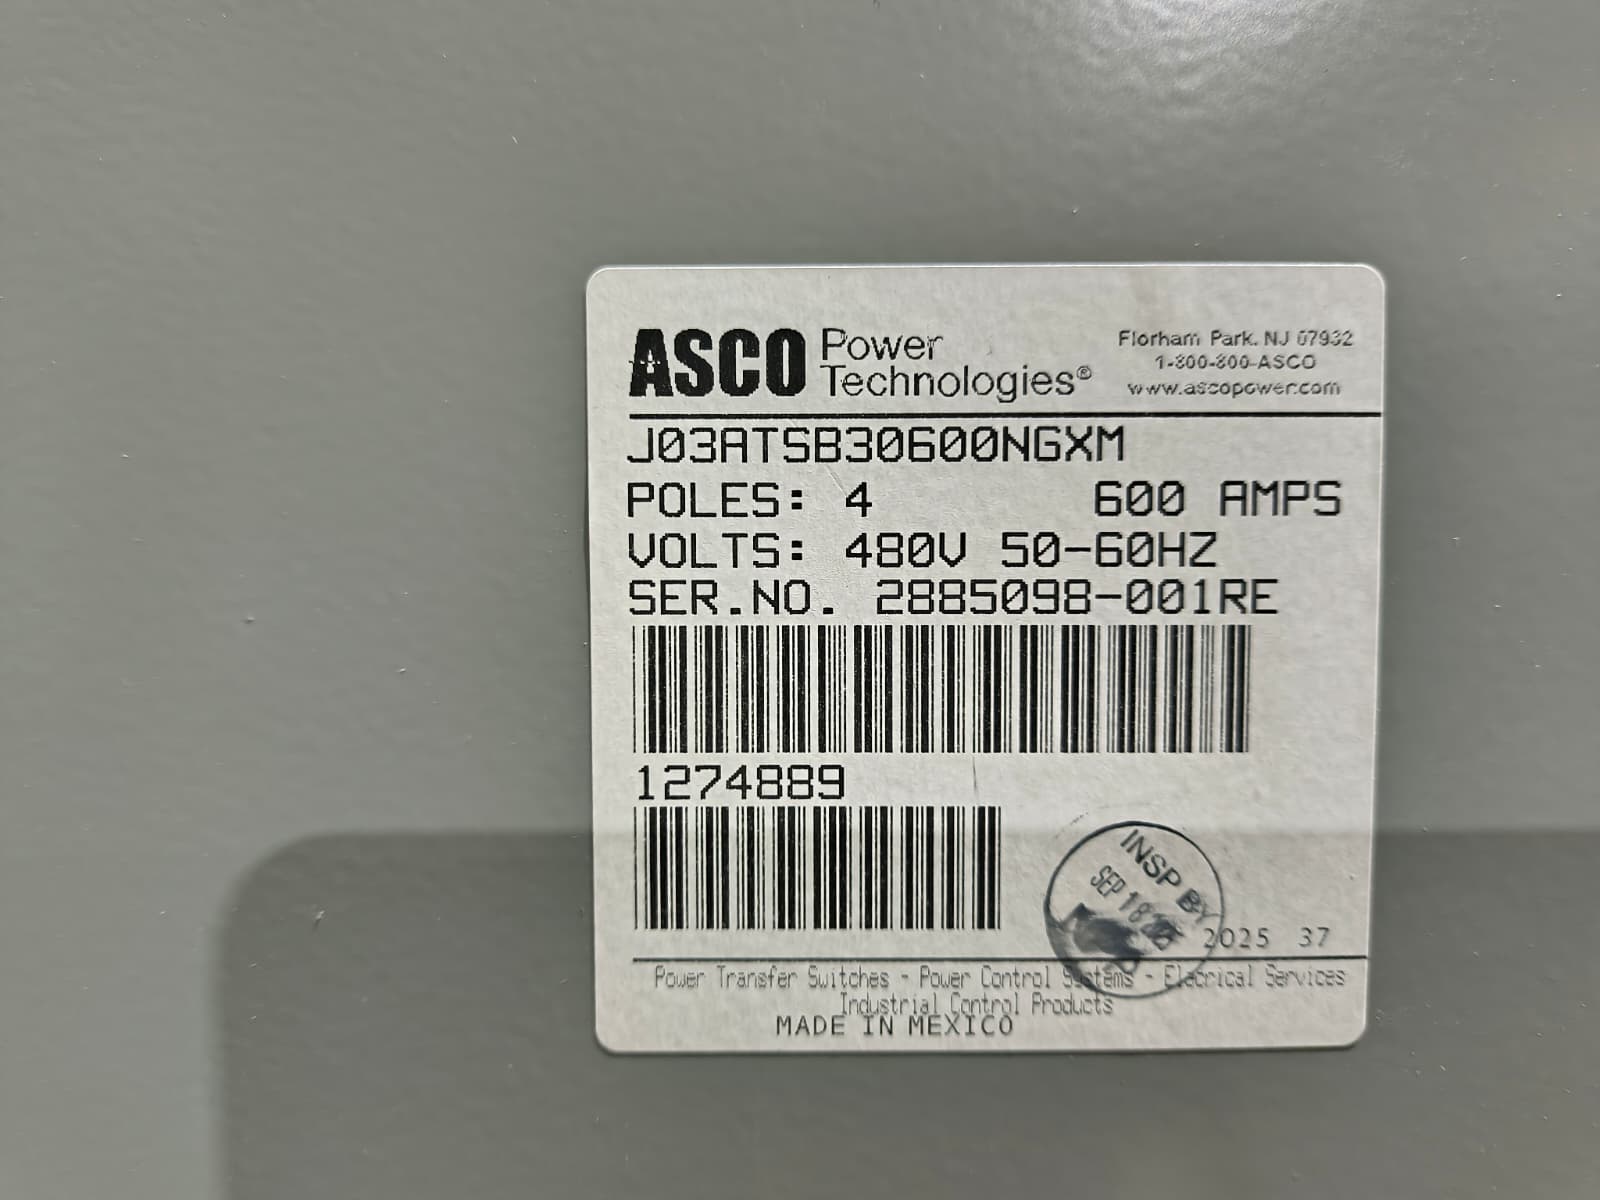 ASCO Power Technologies®
Florham Park, NJ 07932
1-800-800-ASCO
www.ascopower.com
J03ATSB30600NGXM
POLES: 4 600 AMPS
VOLTS: 480V 50-60HZ
SER.NO. 2885098-001RE
1274889
INSP BY
SEP 18
2025 37
Power Transfer Switches - Power Control Systems - Electrical Services
Industrial Control Products
MADE IN MEXICO